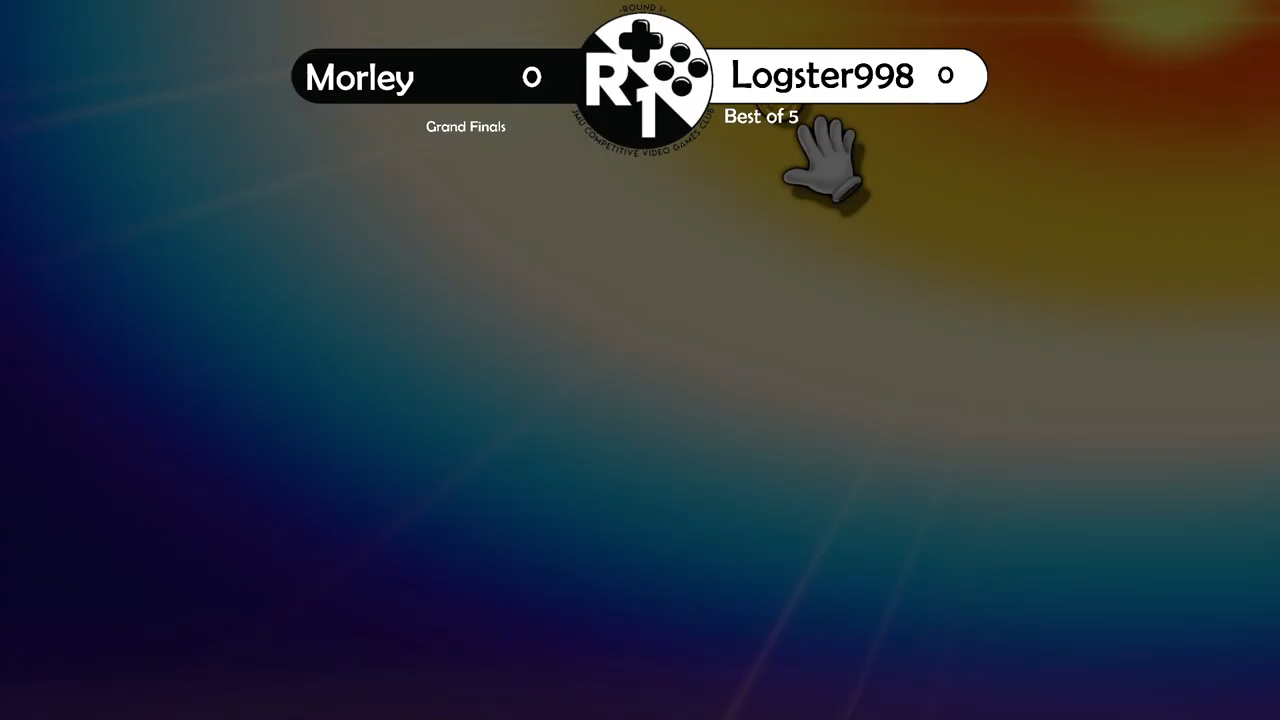 -ROUND 1-
Morley 0
R1
Logster998 0
Grand Finals
Best of 5
JMU COMPETITIVE VIDEO GAMES CLUB